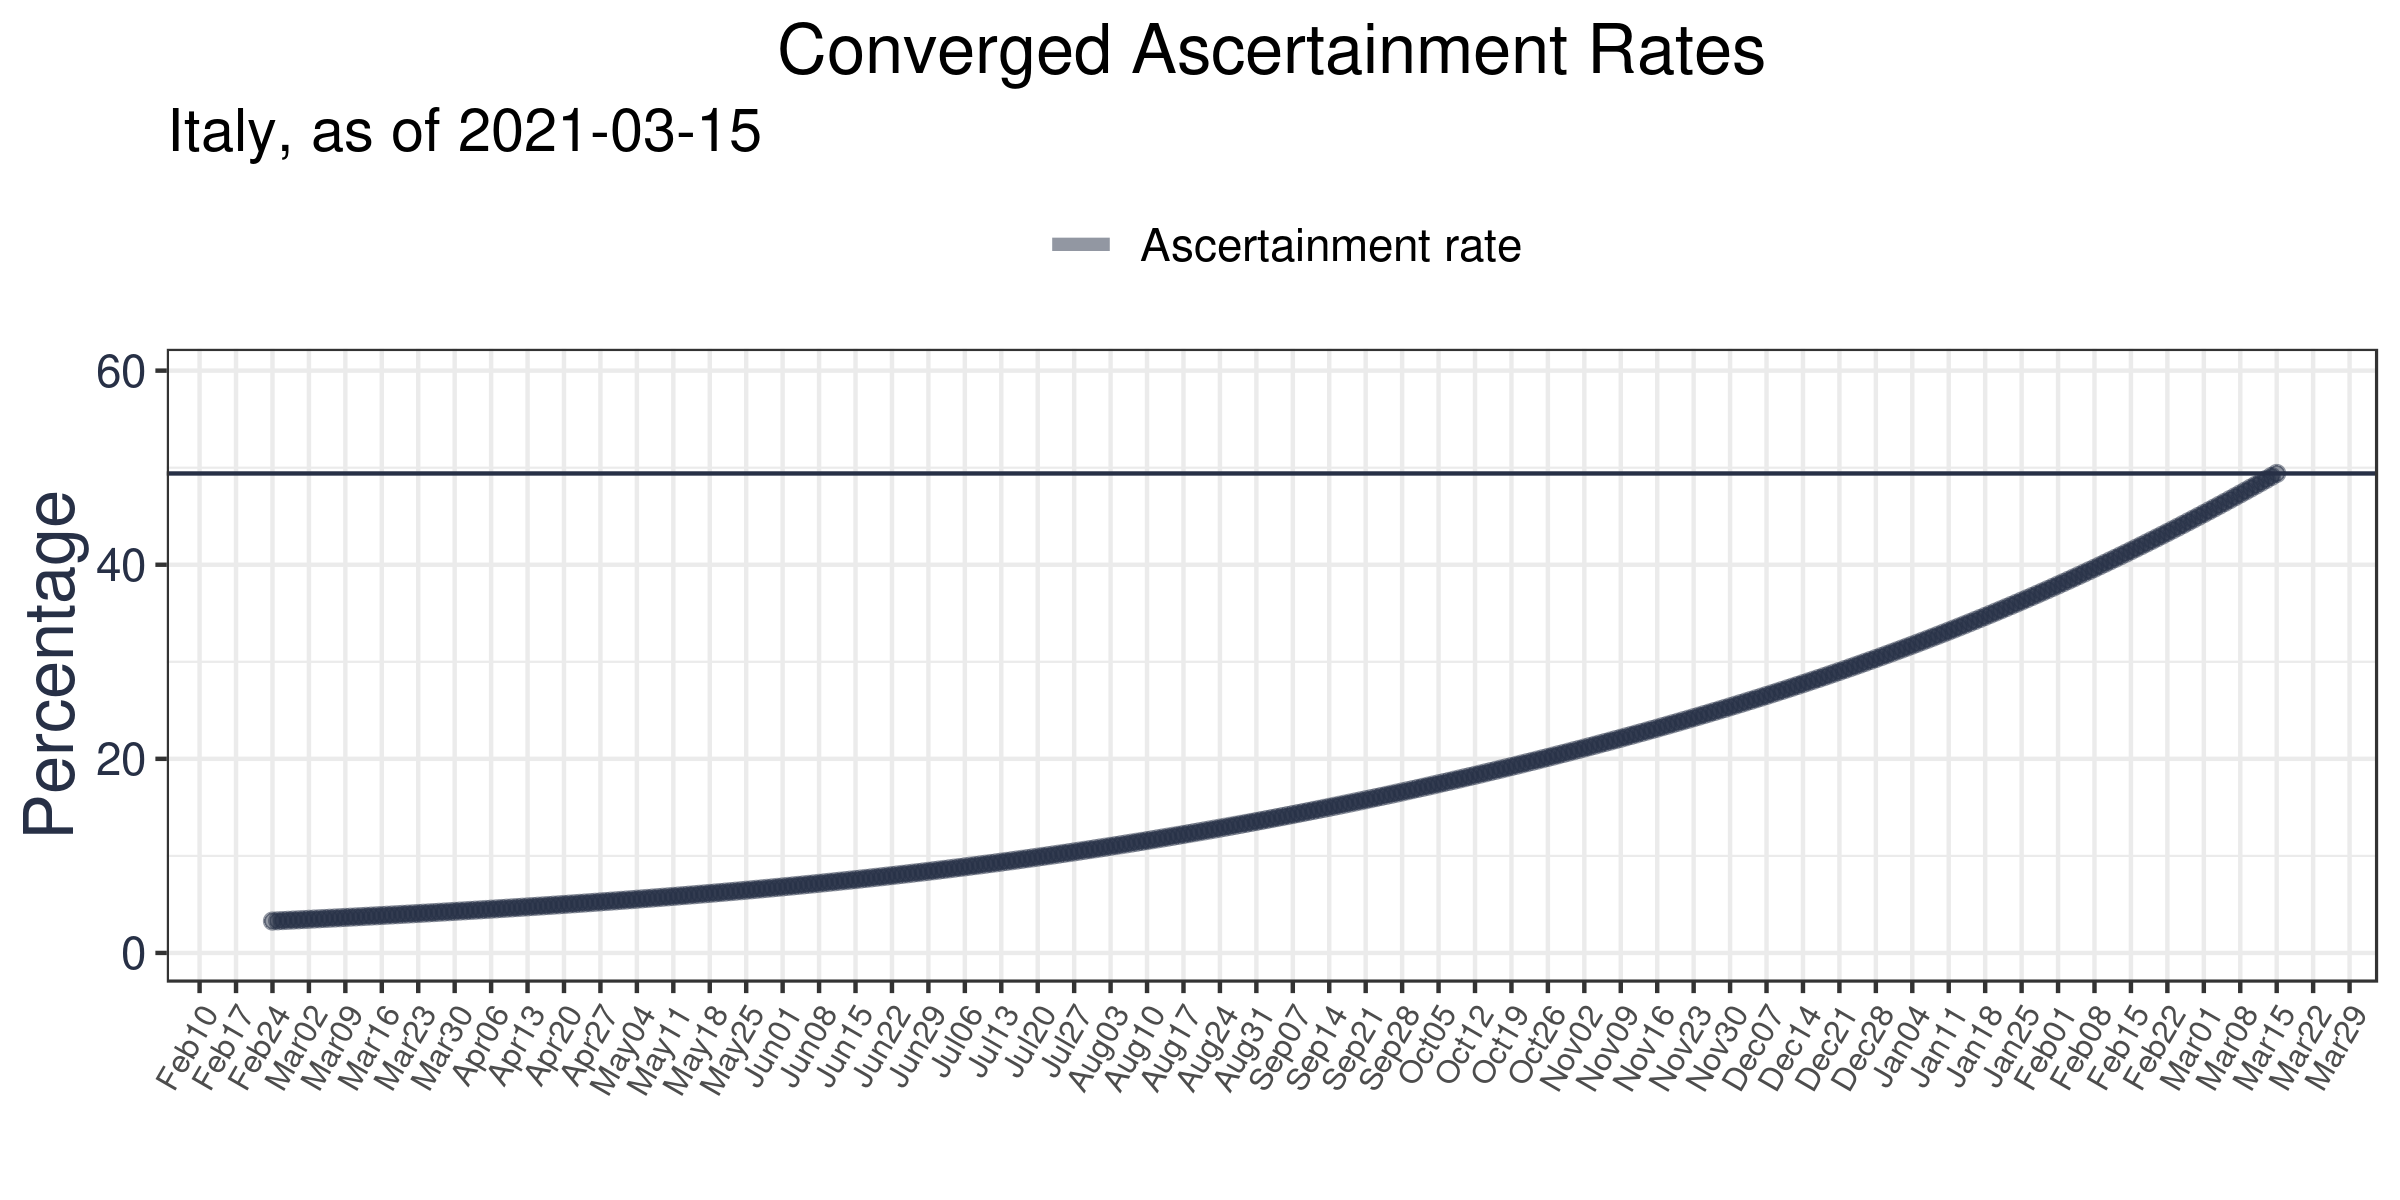 Converged Ascertainment Rates
Italy, as of 2021-03-15
Ascertainment rate
Percentage
60
40
20
0
Feb10 Feb17 Feb24 Mar02 Mar09 Mar16 Mar23 Mar30 Apr06 Apr13 Apr20 Apr27 May04 May11 May18 May25 Jun01 Jun08 Jun15 Jun22 Jun29 Jul06 Jul13 Jul20 Jul27 Aug03 Aug10 Aug17 Aug24 Aug31 Sep07 Sep14 Sep21 Sep28 Oct05 Oct12 Oct19 Oct26 Nov02 Nov09 Nov16 Nov23 Nov30 Dec07 Dec14 Dec21 Dec28 Jan04 Jan11 Jan18 Jan25 Feb01 Feb08 Feb15 Feb22 Mar01 Mar08 Mar15 Mar22 Mar29